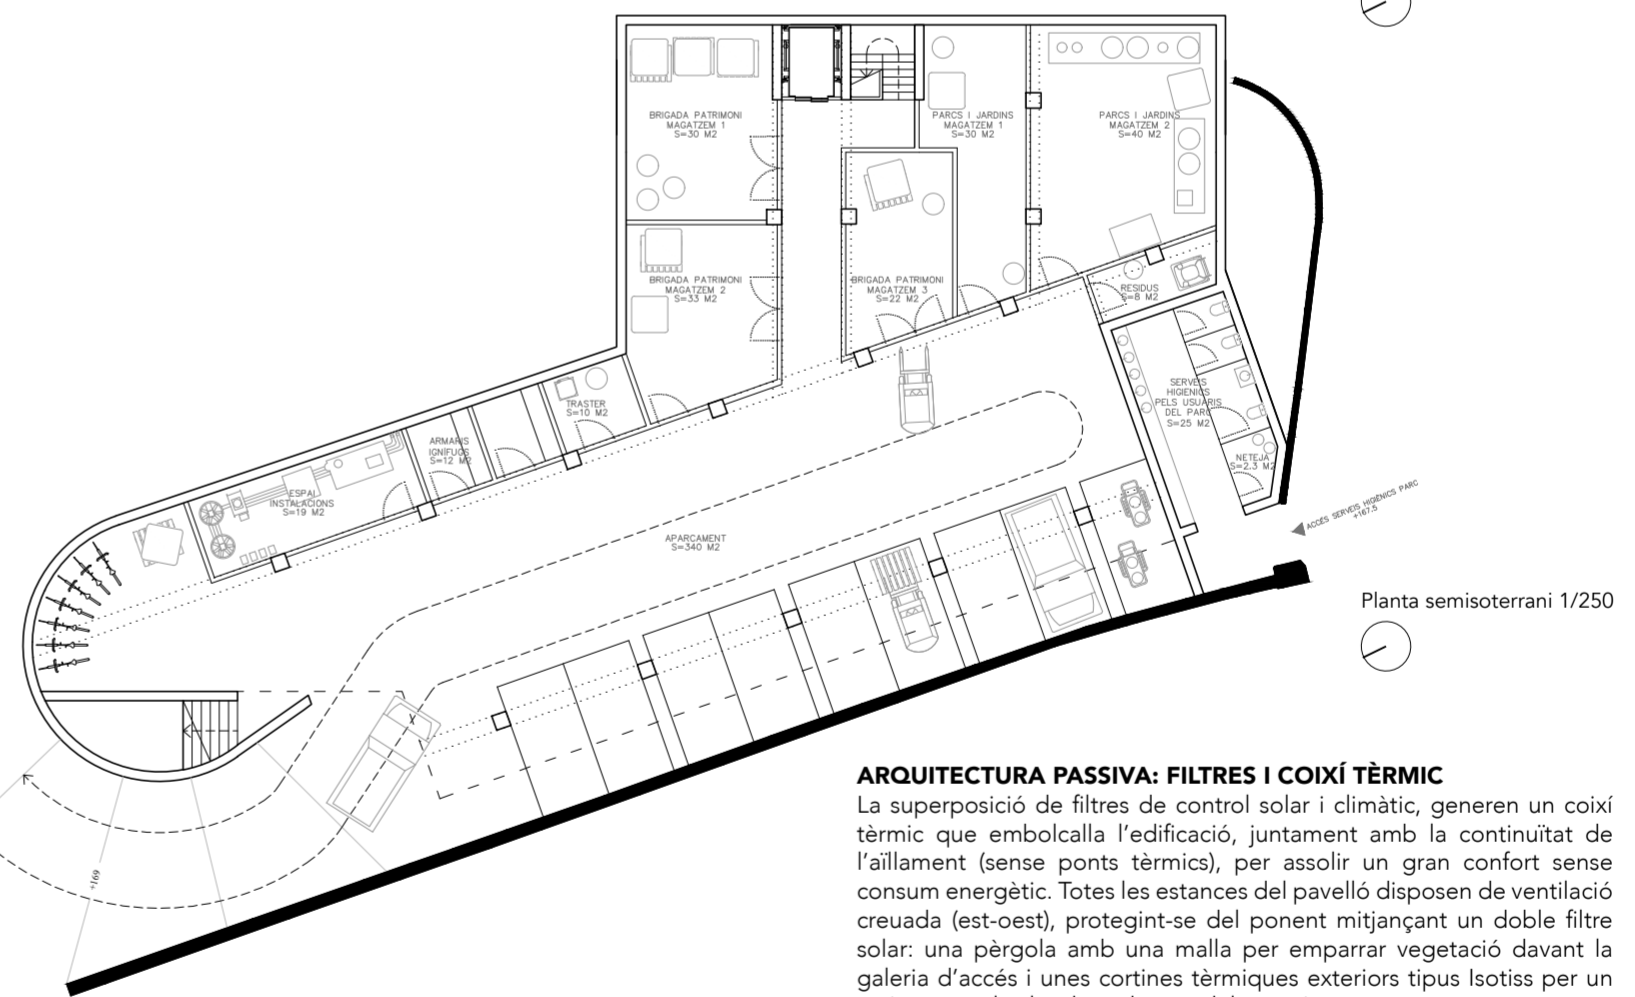 BRIGADA PATRIMONI
MAGATZEM 1
S=30 M2
PARCS I JARDINS
MAGATZEM 1
S=30 M2
PARCS I JARDINS
MAGATZEM 2
S=40 M2
BRIGADA PATRIMONI
MAGATZEM 2
S=33 M2
BRIGADA PATRIMONI
MAGATZEM 3
S=22 M2
RESIDUS
S=8 M2
TRASTER
S=10 M2
SERVEIS
HIGIENICS
PELS USUARIS
DEL PARC
S=25 M2
ARMARIS
IGNÍFUGS
S=12 M2
NETEJA
S=2.3 M2
ESPAI
INSTAL·LACIONS
S=19 M2
ACCÉS SERVEIS HIGIÈNICS PARC
+167.5
APARCAMENT
S=340 M2
Planta semisoterrani 1/250
+169
ARQUITECTURA PASSIVA: FILTRES I COIXÍ TÈRMIC
La superposició de filtres de control solar i climàtic, generen un coixí
tèrmic que embolcalla l'edificació, juntament amb la continuïtat de
l'aïllament (sense ponts tèrmics), per assolir un gran confort sense
consum energètic. Totes les estances del pavelló disposen de ventilació
creuada (est-oest), protegint-se del ponent mitjançant un doble filtre
solar: una pèrgola amb una malla per emparrar vegetació davant la
galeria d'accés i unes cortines tèrmiques exteriors tipus Isotiss per un